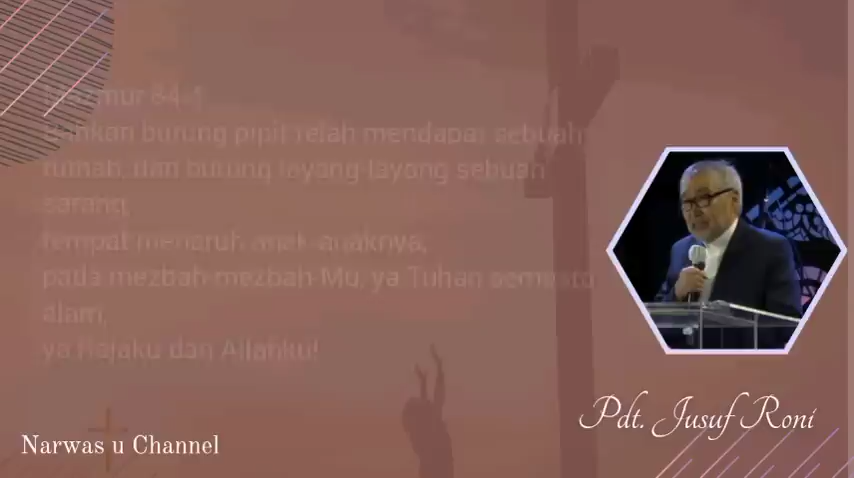 Mazmur 84:4
Bahkan burung pipit telah mendapat sebuah
rumah, dan burung layang-layang sebuah
sarang,
tempat menaruh anak-anaknya,
pada mezbah-mezbah-Mu, ya Tuhan semesta
alam,
ya Rajaku dan Allahku!
Pdt. Jusuf Roni
Narwas u Channel